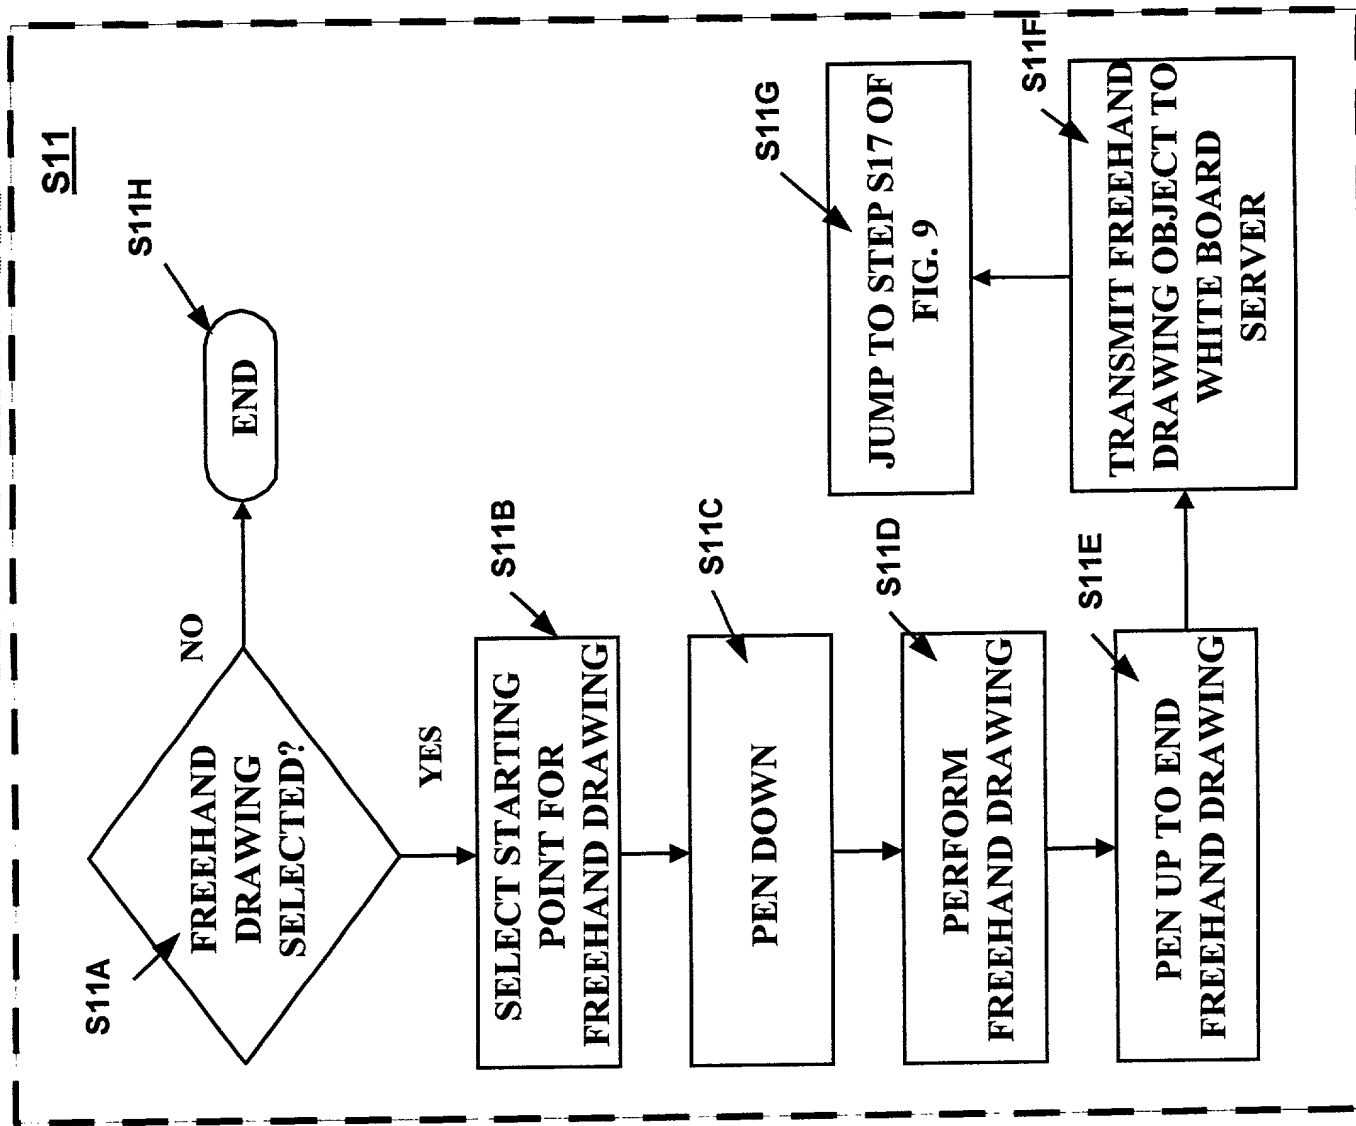 S11
S11A
FREEHAND
DRAWING
SELECTED?
NO
S11H
END
YES
S11B
SELECT STARTING
POINT FOR
FREEHAND DRAWING
S11C
PEN DOWN
S11D
PERFORM
FREEHAND DRAWING
S11E
PEN UP TO END
FREEHAND DRAWING
S11F
TRANSMIT FREEHAND
DRAWING OBJECT TO
WHITE BOARD
SERVER
S11G
JUMP TO STEP S17 OF
FIG. 9